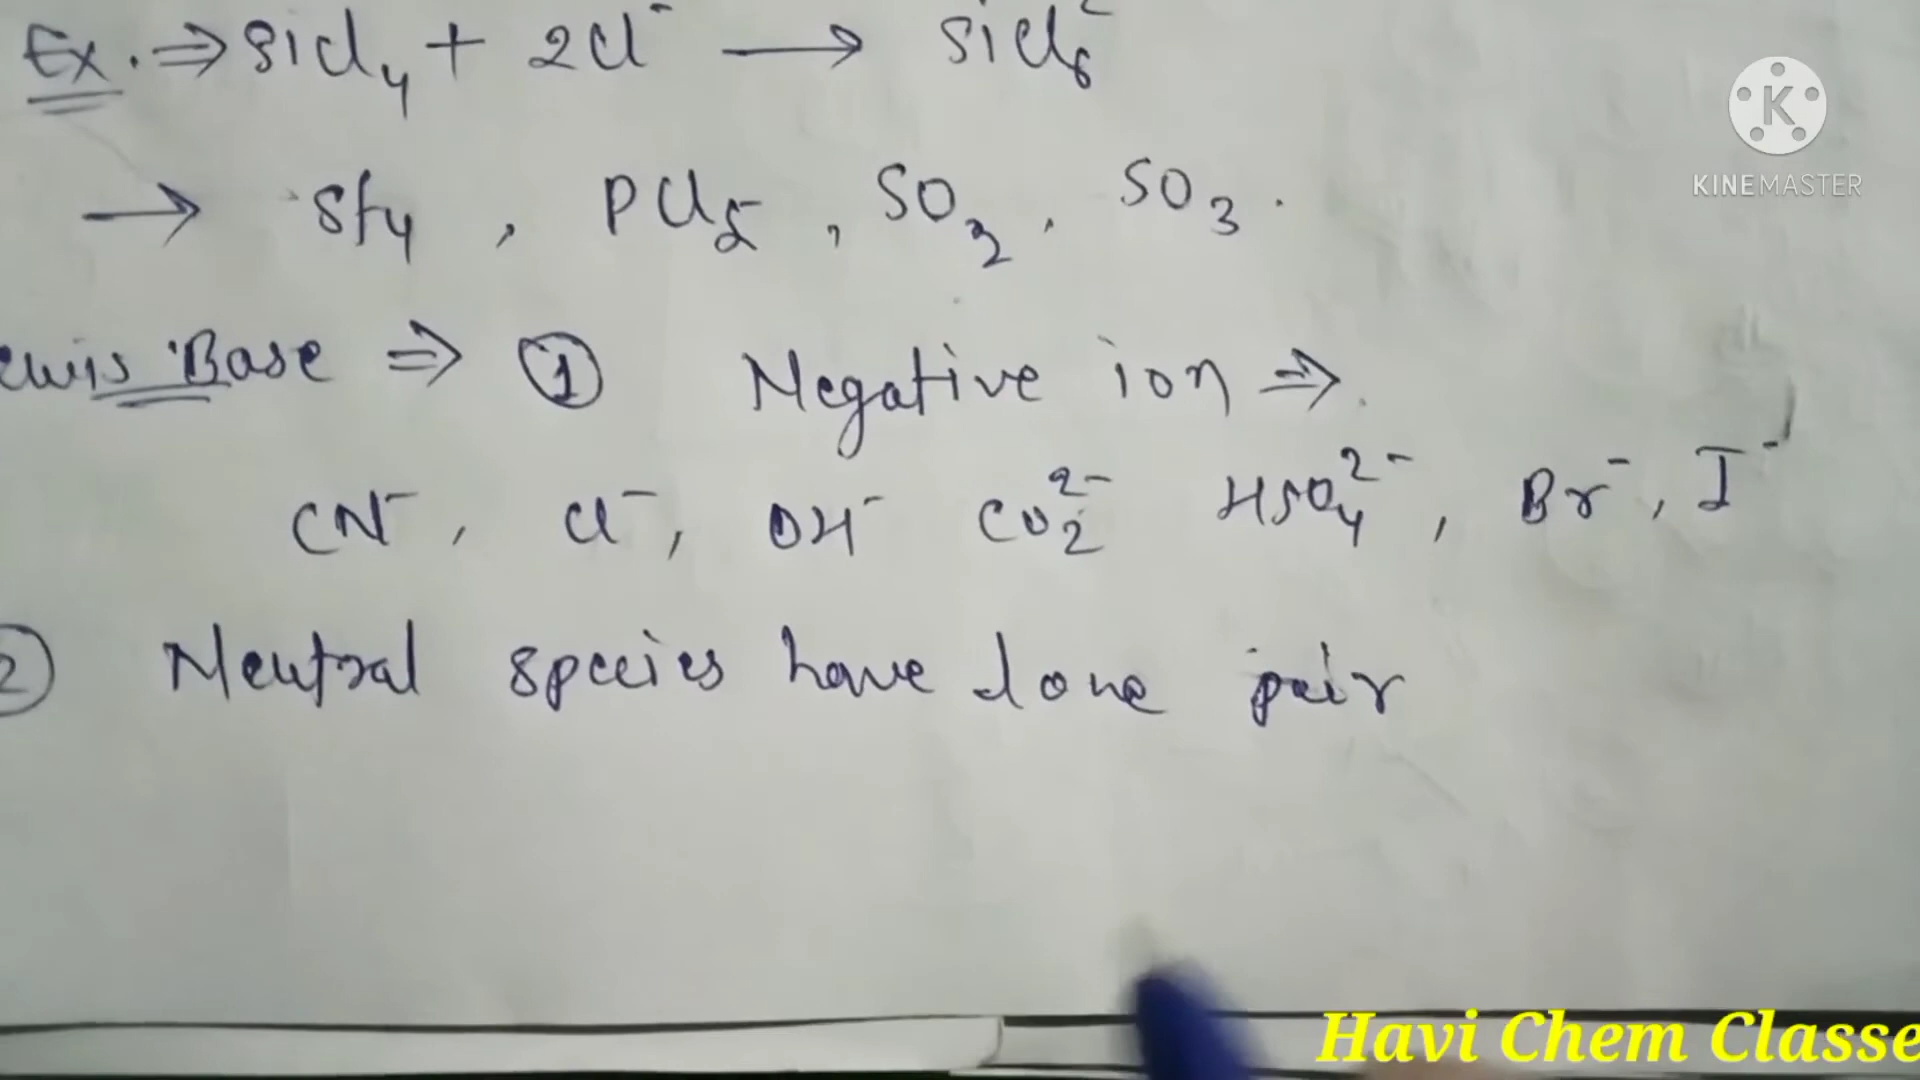 Ex. ⇒ SiCl₄ + 2Cl⁻ → SiCl₆⁻
KINEMASTER
→ Sf₄, PCl₅, SO₂, SO₃.
ewis Base ⇒ ① Negative ion ⇒
CN⁻, Cl⁻, OH⁻ CO₂²⁻ HSO₄²⁻, Br⁻, I⁻
② Neutral species have lone pair
Havi Chem Classe